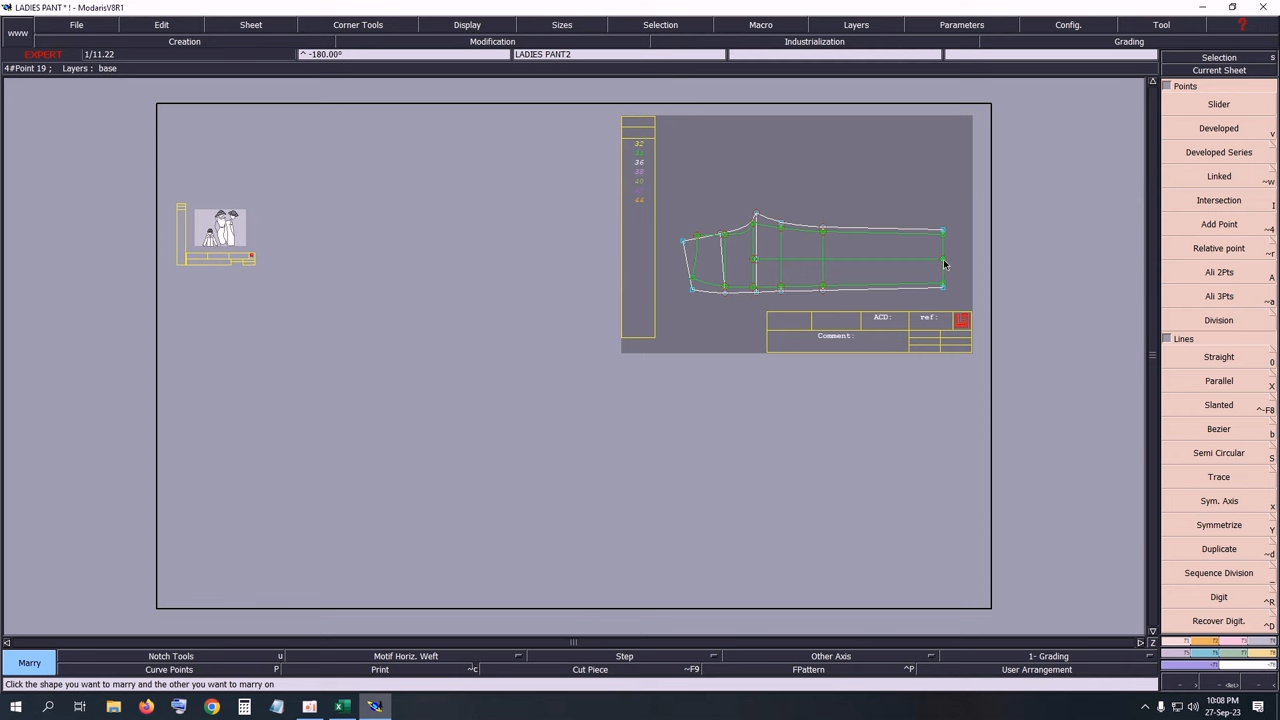 LADIES PANT * ! - ModarisV8R1
File Edit Sheet Corner Tools Display Sizes Selection Macro Layers Parameters Config. Tool ?
www
Creation Modification Industrialization Grading
EXPERT 1/11.22 ^ -180.00° LADIES PANT2
4#Point 19 ; Layers : base
Selection s
Current Sheet
Points
Slider
Developed v
Developed Series
Linked ~w
Intersection I
Add Point ~4
Relative point ~r
Ali 2Pts A
Ali 3Pts ~a
Division
Lines
Straight 0
Parallel X
Slanted ^-F8
Bezier b
Semi Circular S
Trace
Sym. Axis x
Symmetrize Y
Duplicate ~d
Sequence Division
Digit ^R
Recover Digit. ^D
32
36
38
40
44
ACD: ref:
Comment:
Z
Marry
Notch Tools u Motif Horiz. Weft Step Other Axis 1- Grading
Curve Points P Print ~c Cut Piece ~F9 FPattern ^P User Arrangement
Click the shape you want to marry and the other you want to marry on
10:08 PM
27-Sep-23